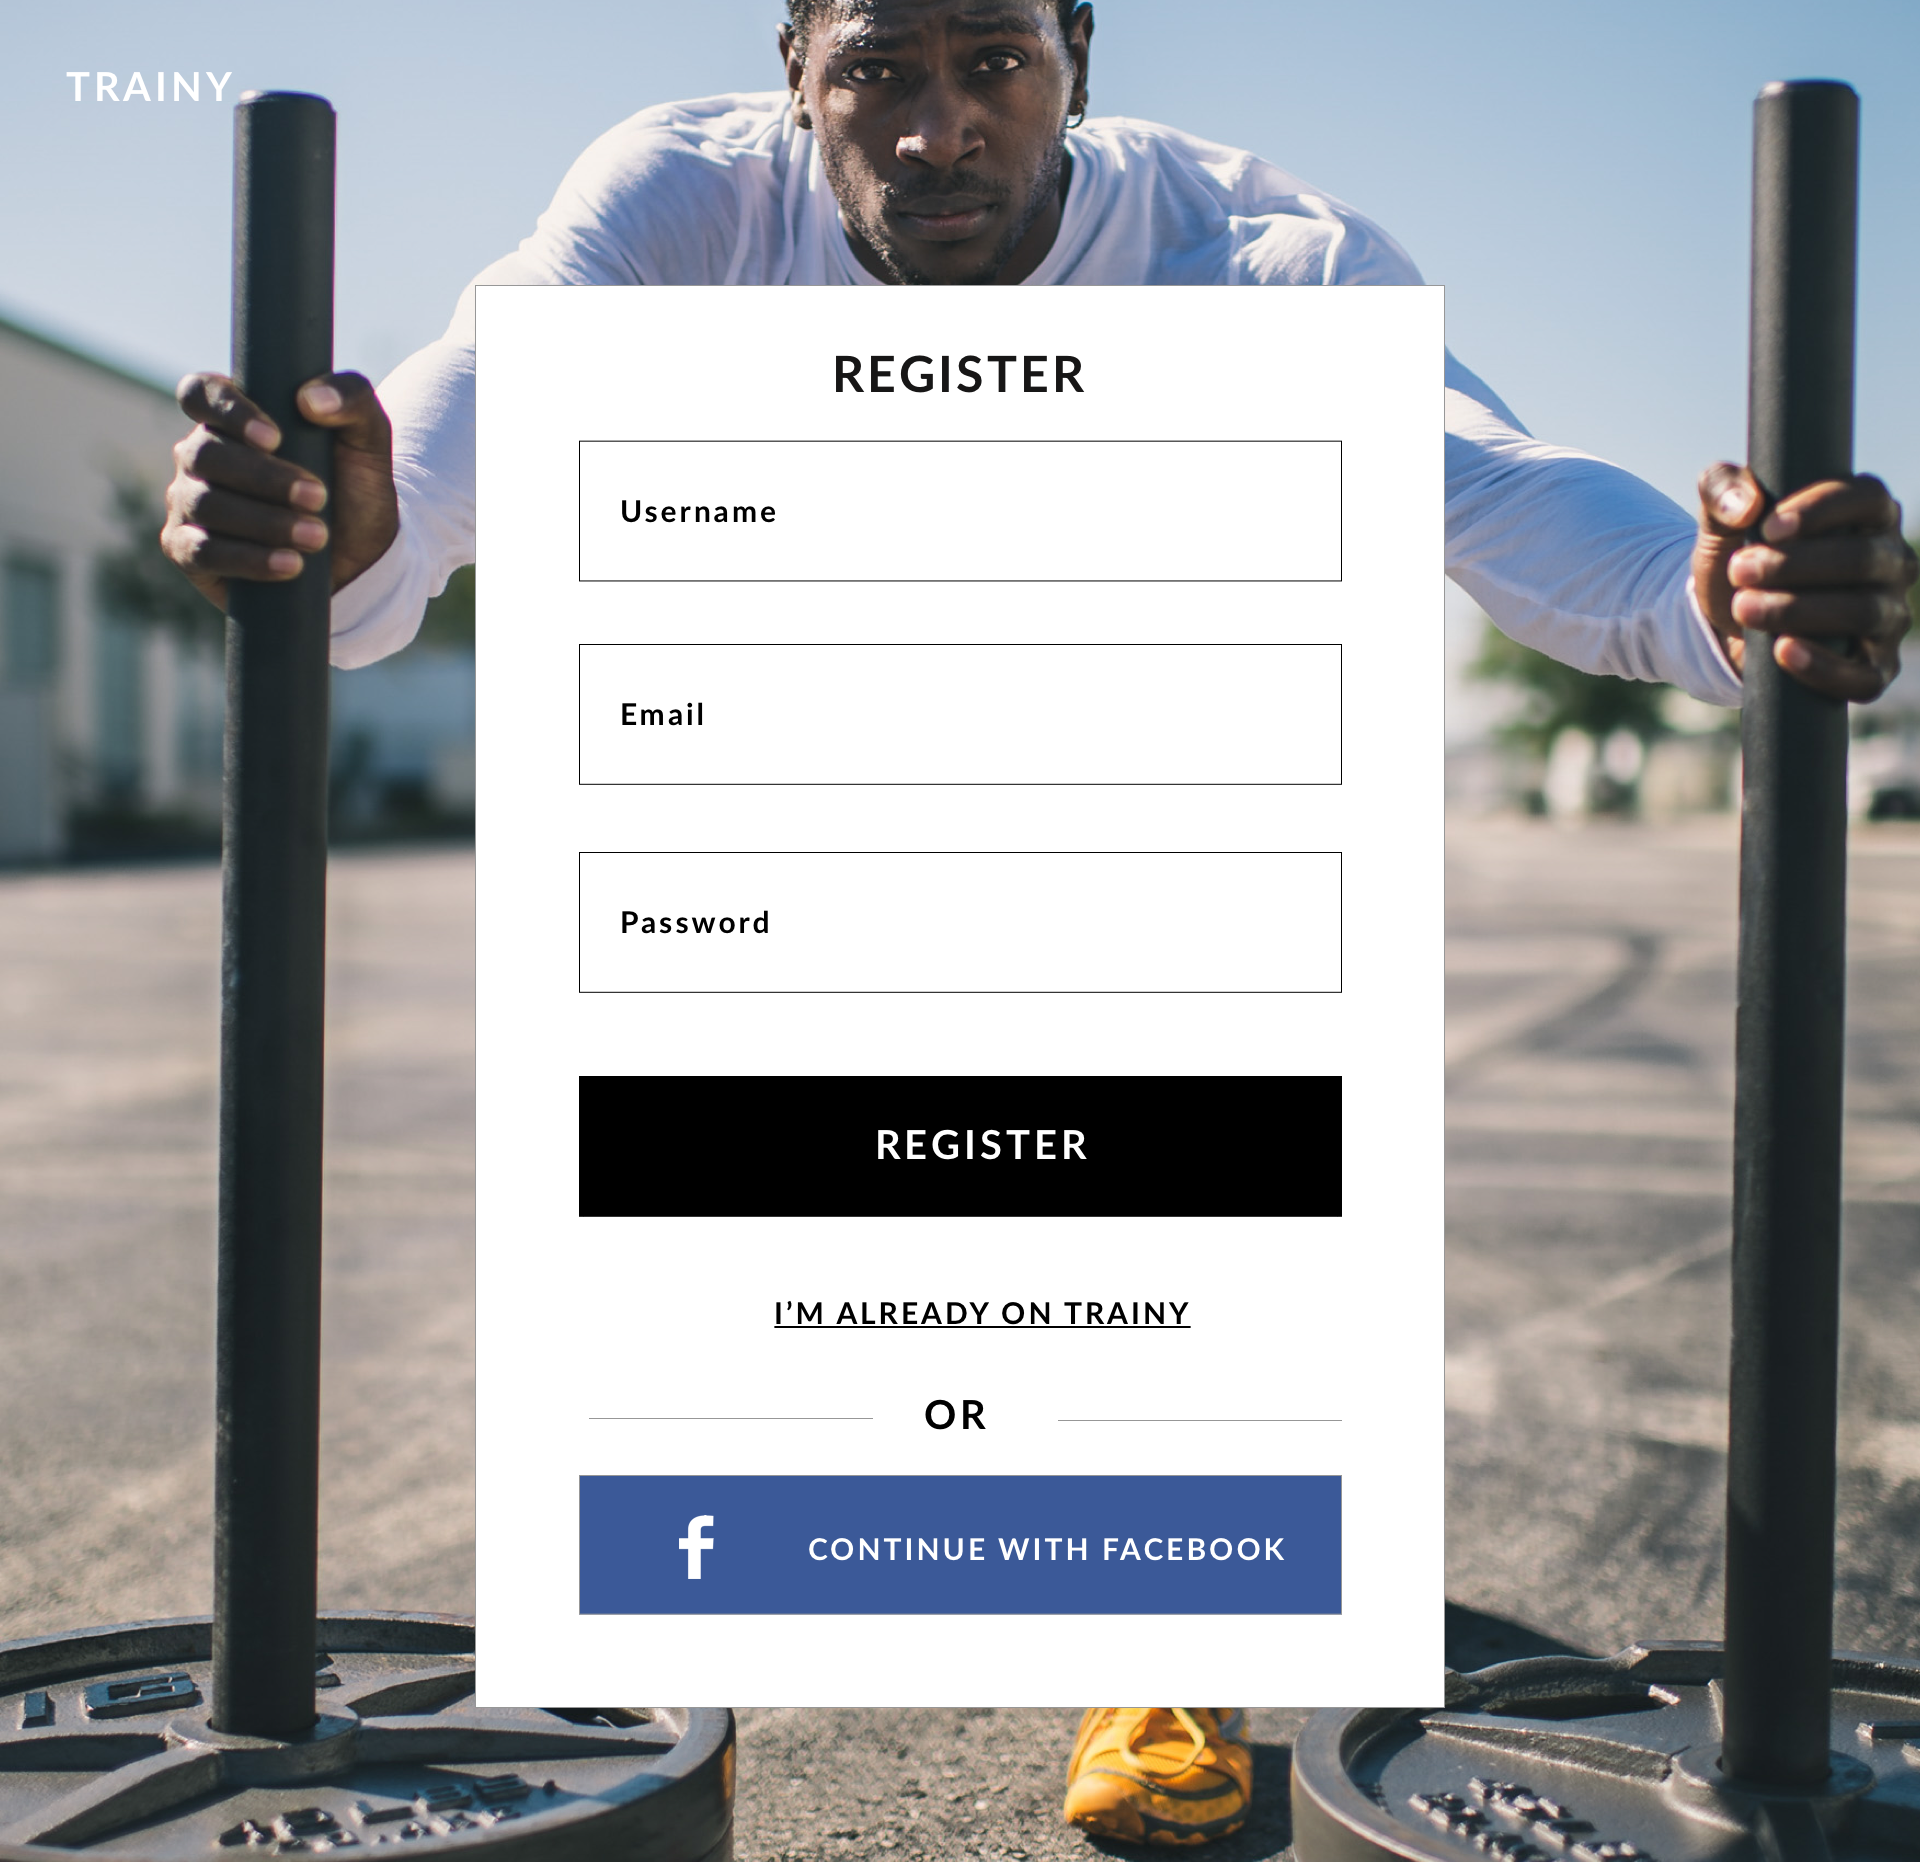 TRAINY
REGISTER
Username
Email
Password
REGISTER
I’M ALREADY ON TRAINY
OR
f
CONTINUE WITH FACEBOOK